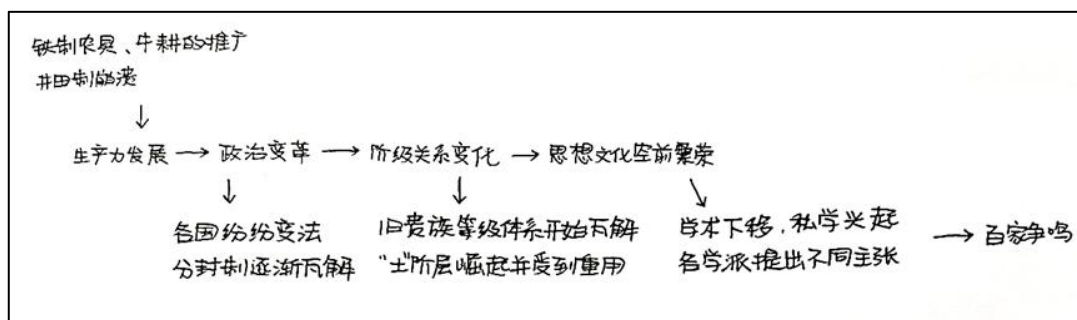 铁制农具、牛耕的推广
井田制崩溃
↓
生产力发展 → 政治变革 → 阶级关系变化 → 思想文化空前繁荣
↓ ↓ ↘
各国纷纷变法 旧贵族等级体系开始瓦解 学术下移,私学兴起 → 百家争鸣
分封制逐渐瓦解 "士"阶层崛起并受到重用 各学派提出不同主张